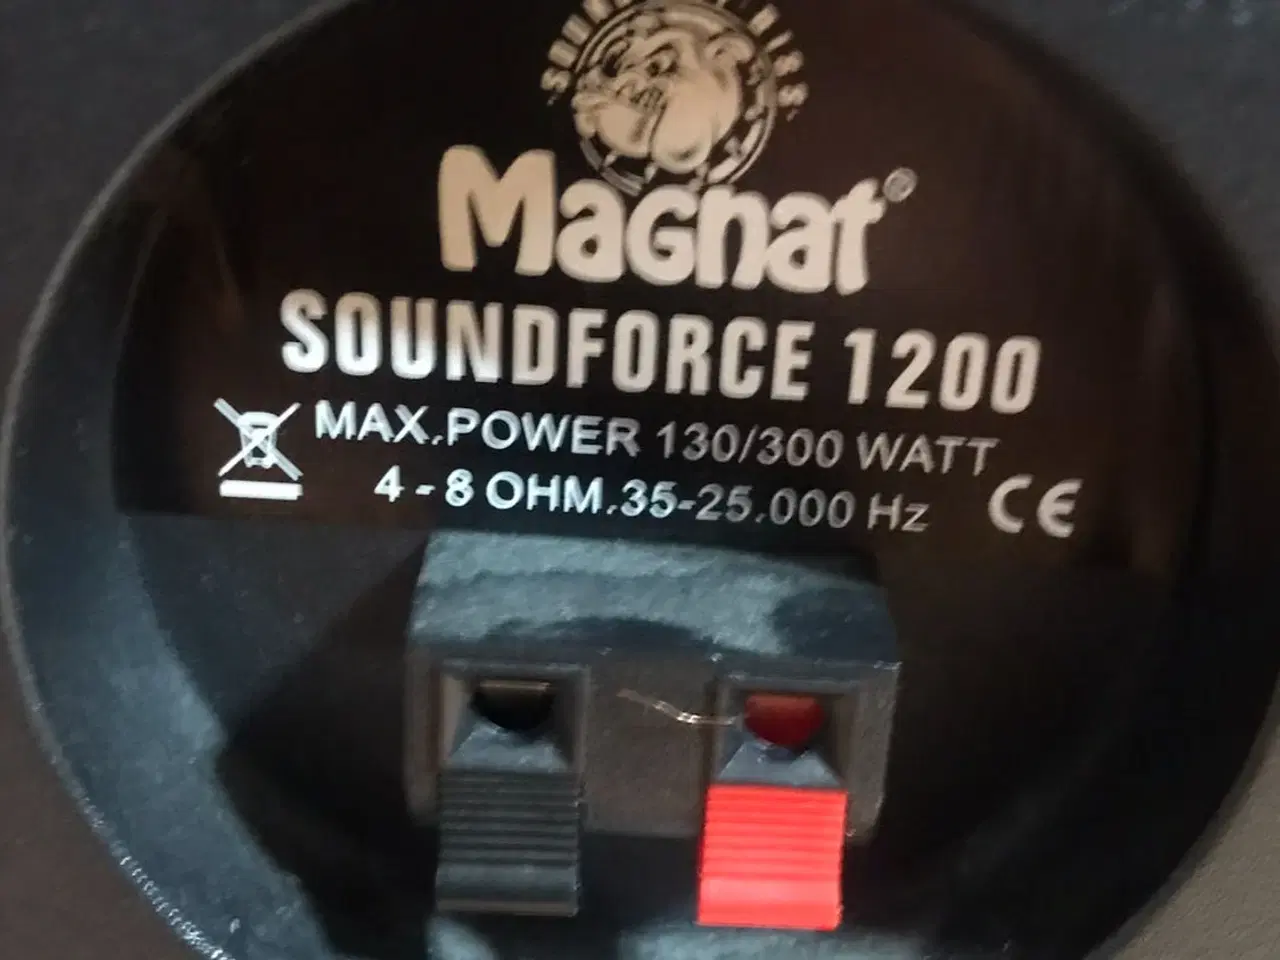 Magnat®
SOUNDFORCE 1200
MAX.POWER 130/300 WATT
4 - 8 OHM.35-25.000 Hz
CE